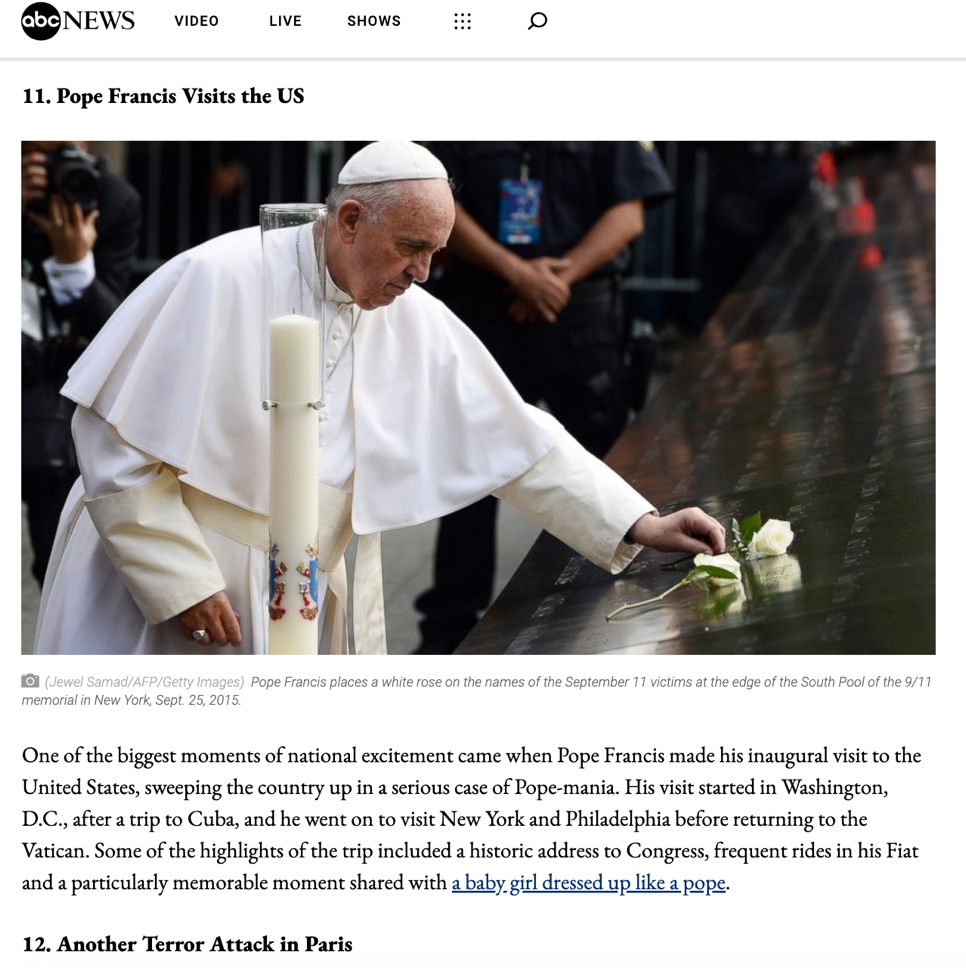 abc NEWS VIDEO LIVE SHOWS
11. Pope Francis Visits the US
(Jewel Samad/AFP/Getty Images) Pope Francis places a white rose on the names of the September 11 victims at the edge of the South Pool of the 9/11
memorial in New York, Sept. 25, 2015.
One of the biggest moments of national excitement came when Pope Francis made his inaugural visit to the
United States, sweeping the country up in a serious case of Pope-mania. His visit started in Washington,
D.C., after a trip to Cuba, and he went on to visit New York and Philadelphia before returning to the
Vatican. Some of the highlights of the trip included a historic address to Congress, frequent rides in his Fiat
and a particularly memorable moment shared with a baby girl dressed up like a pope.
12. Another Terror Attack in Paris